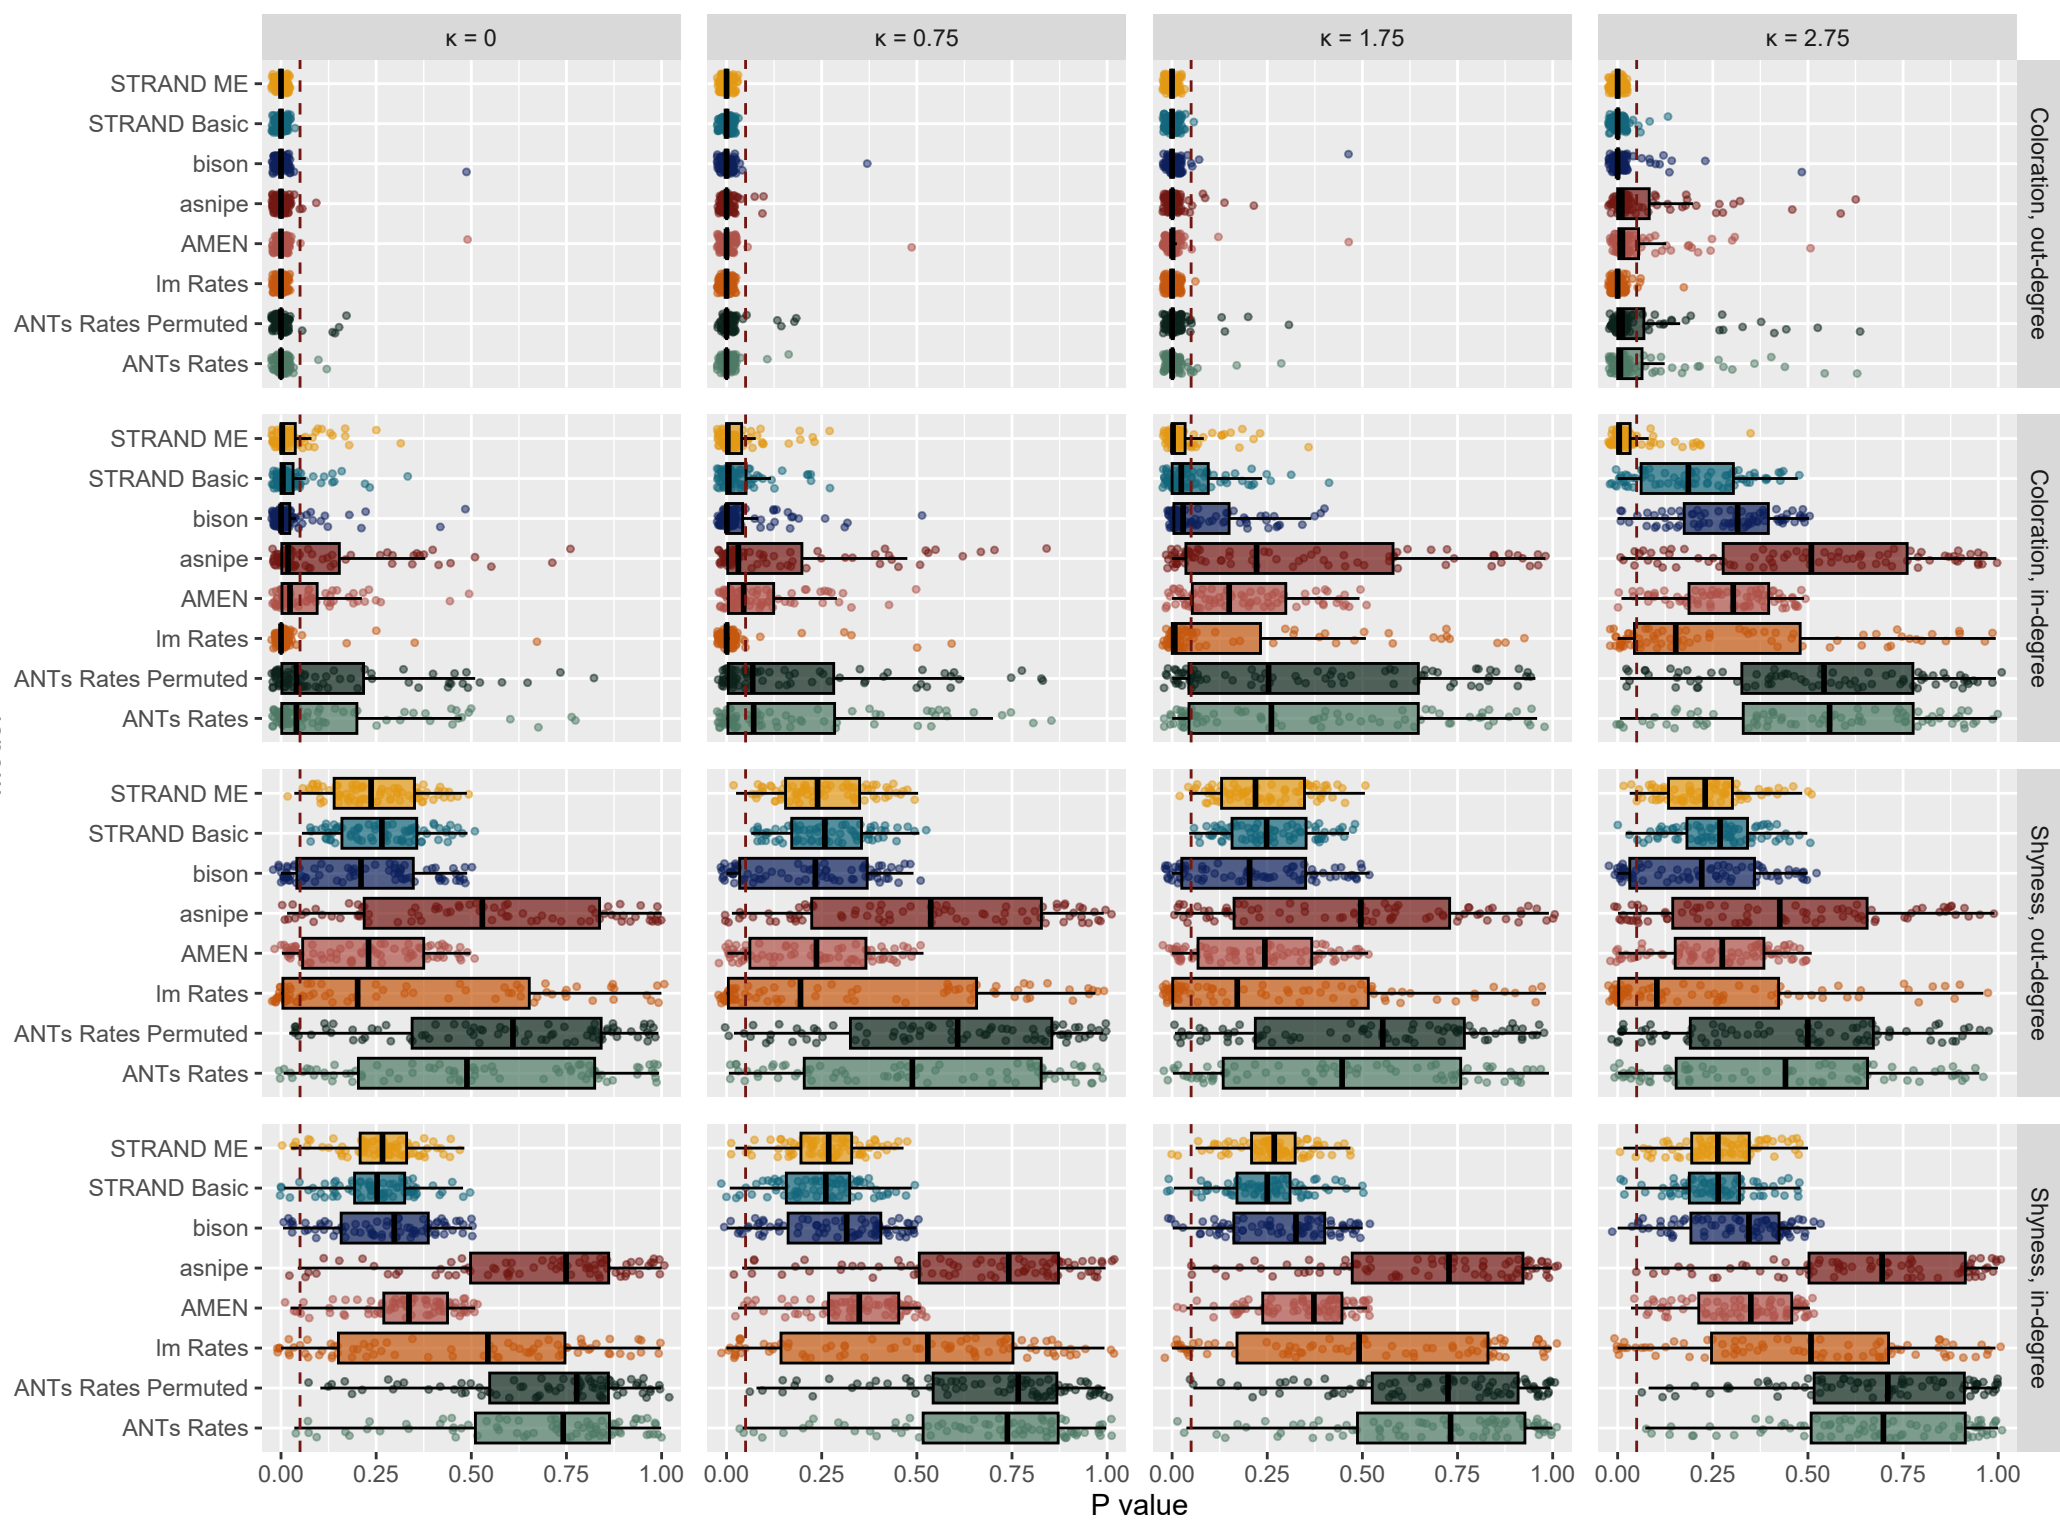 κ = 0 κ = 0.75 κ = 1.75 κ = 2.75
STRAND ME
STRAND Basic
bison
asnipe
AMEN
lm Rates
ANTs Rates Permuted
ANTs Rates
Coloration, out-degree
STRAND ME
STRAND Basic
bison
asnipe
AMEN
lm Rates
ANTs Rates Permuted
ANTs Rates
Coloration, in-degree
STRAND ME
STRAND Basic
bison
asnipe
AMEN
lm Rates
ANTs Rates Permuted
ANTs Rates
Shyness, out-degree
STRAND ME
STRAND Basic
bison
asnipe
AMEN
lm Rates
ANTs Rates Permuted
ANTs Rates
Shyness, in-degree
0.00 0.25 0.50 0.75 1.00 0.00 0.25 0.50 0.75 1.00 0.00 0.25 0.50 0.75 1.00 0.00 0.25 0.50 0.75 1.00
P value